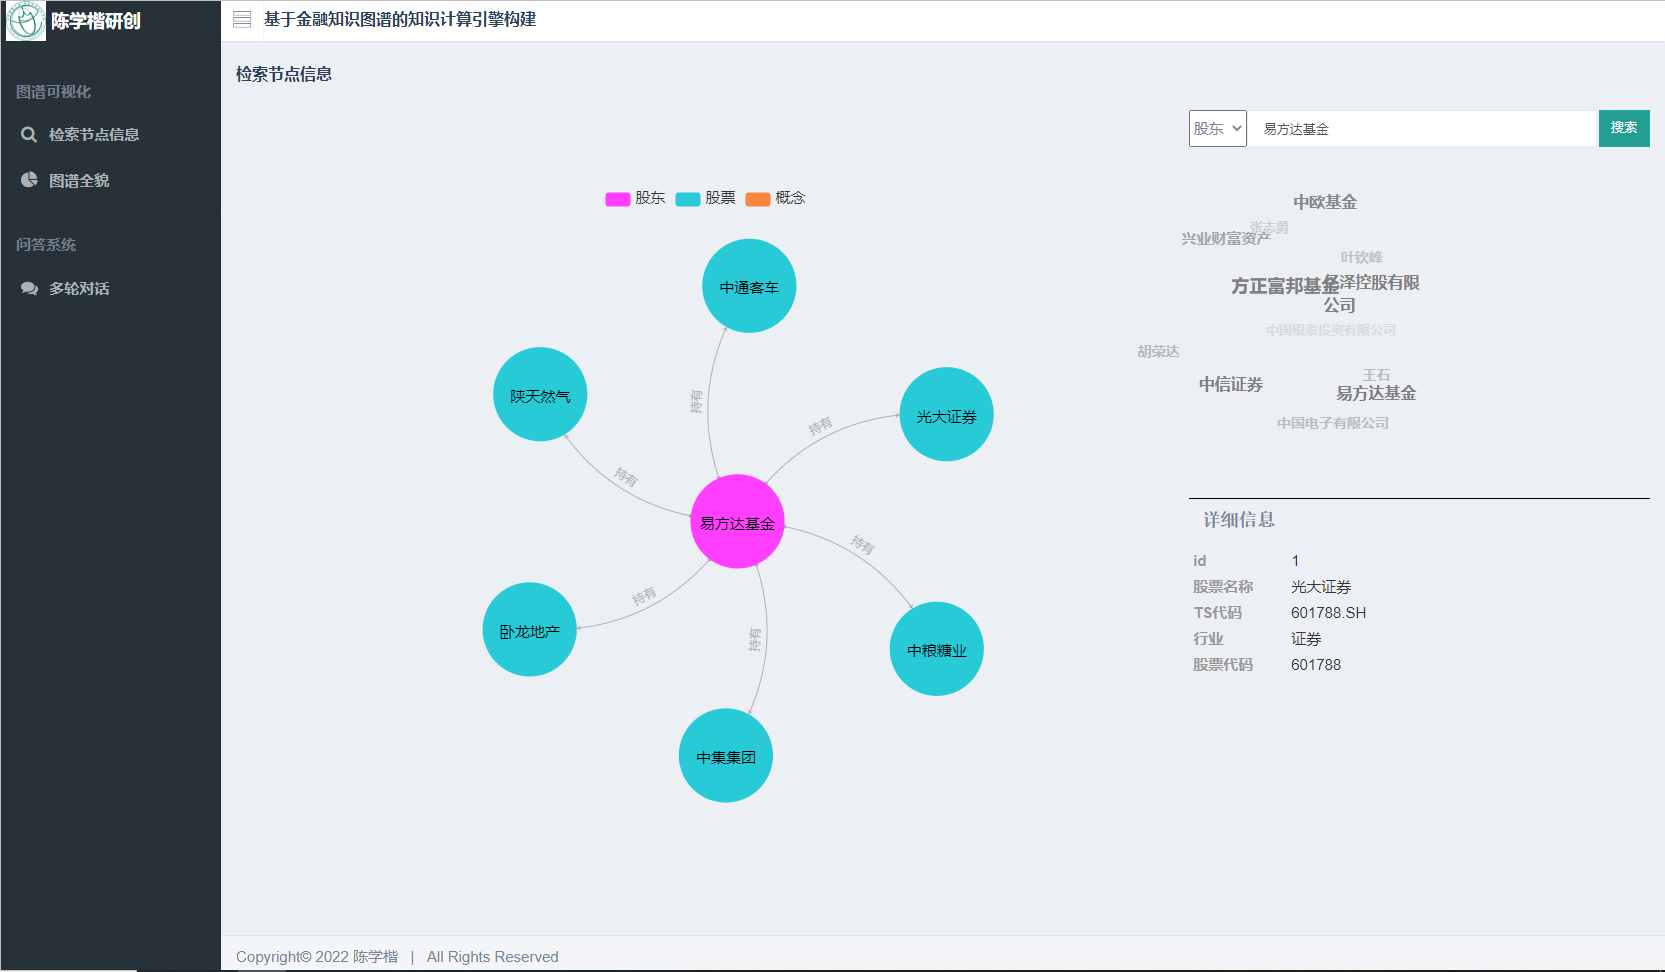 陈学楷研创
基于金融知识图谱的知识计算引擎构建
图谱可视化
检索节点信息
图谱全貌
问答系统
多轮对话
检索节点信息
股东
易方达基金
搜索
股东
股票
概念
中通客车
陕天然气
光大证券
易方达基金
卧龙地产
中粮糖业
中集集团
持有
持有
持有
持有
持有
持有
中欧基金
张志勇
兴业财富资产
叶钦峰
方正富邦基金
泽控股有限
公司
中国银泰投资有限公司
胡荣达
王石
中信证券
易方达基金
中国电子有限公司
详细信息
id 1
股票名称 光大证券
TS代码 601788.SH
行业 证券
股票代码 601788
Copyright© 2022 陈学楷 | All Rights Reserved